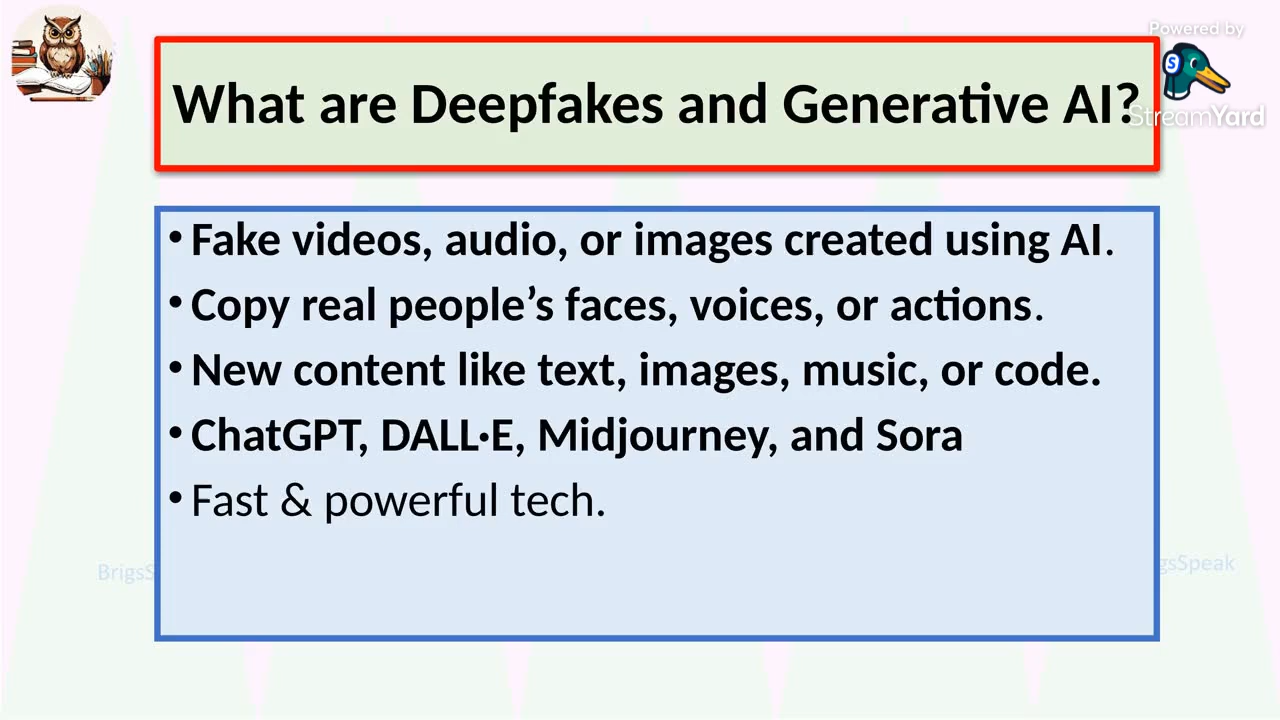 Powered by
What are Deepfakes and Generative AI?
StreamYard
• Fake videos, audio, or images created using AI.
• Copy real people’s faces, voices, or actions.
• New content like text, images, music, or code.
• ChatGPT, DALL·E, Midjourney, and Sora
• Fast & powerful tech.
BrigsS
gsSpeak